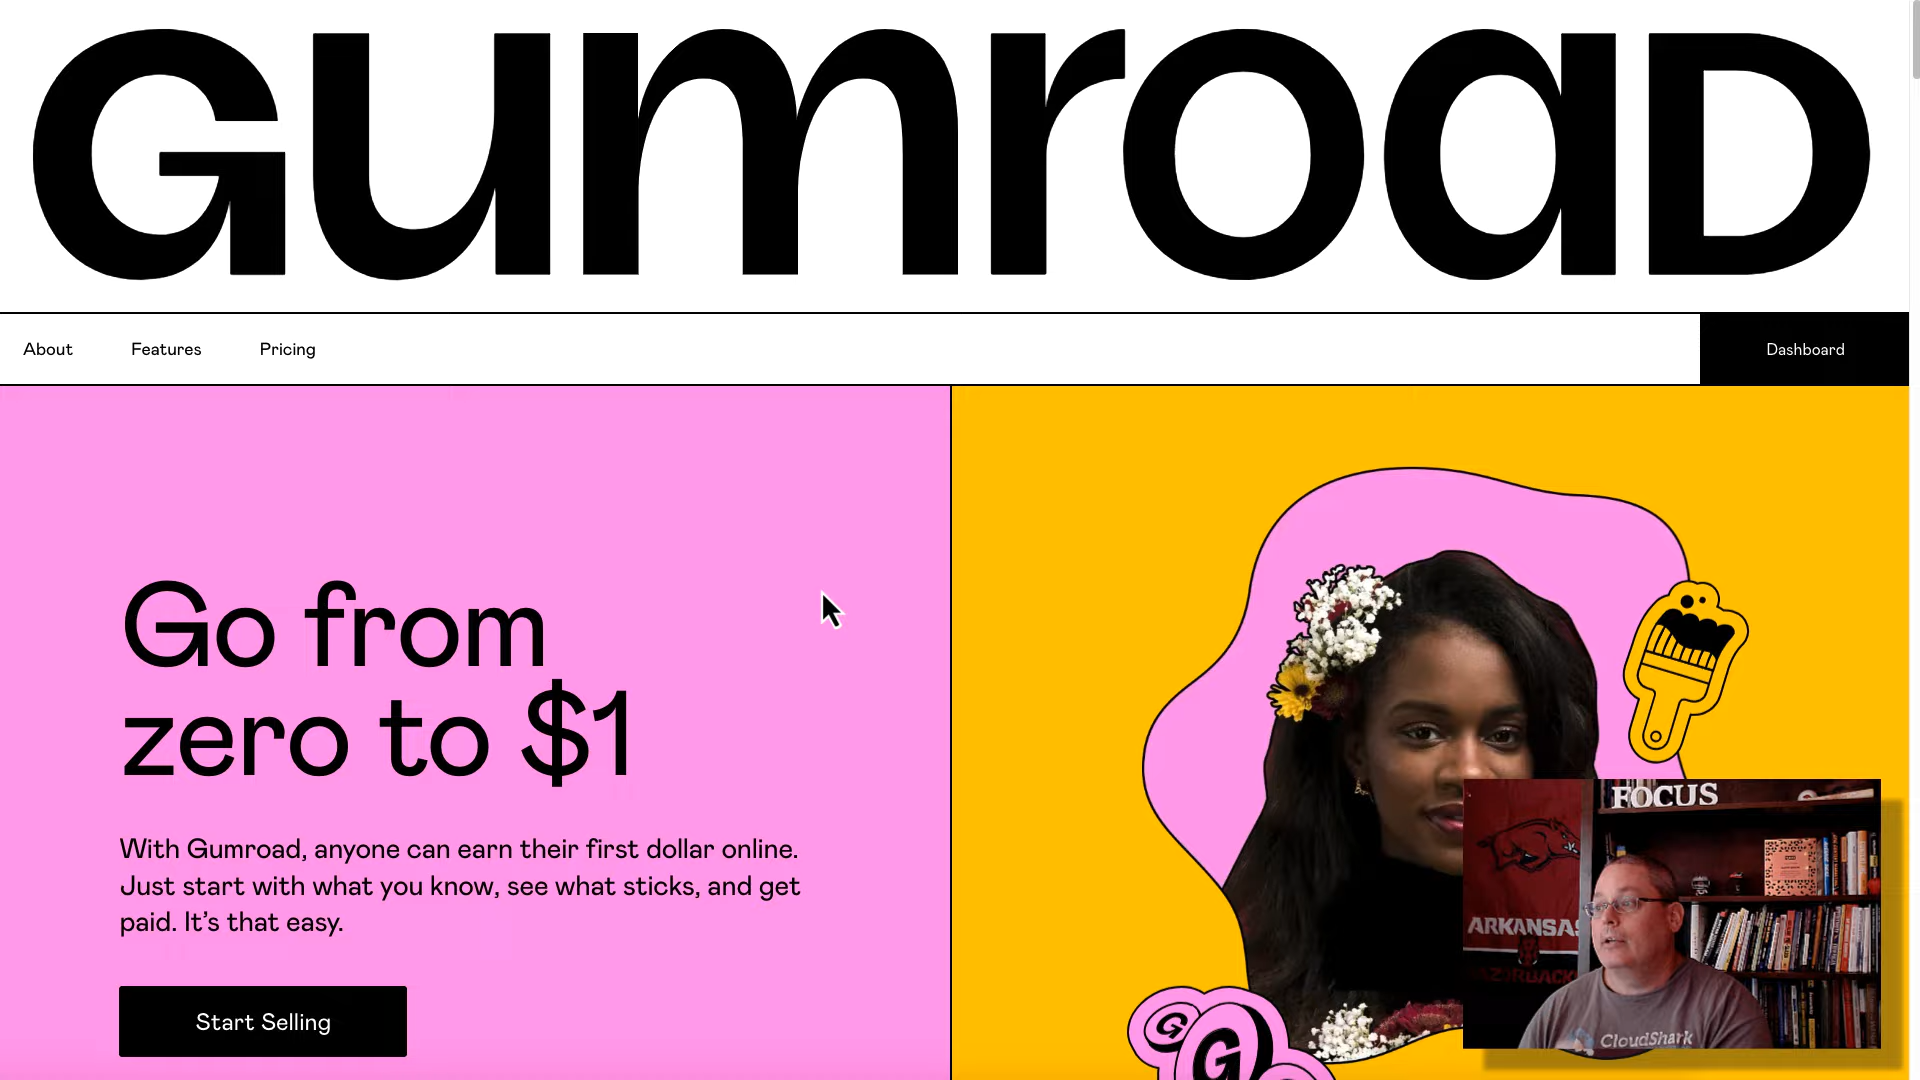 Gumroad
About Features Pricing Dashboard
Go from
zero to $1
With Gumroad, anyone can earn their first dollar online.
Just start with what you know, see what sticks, and get
paid. It’s that easy.
Start Selling
G
G
FOCUS
ARKANSAS
RAZORBACK
CloudShark